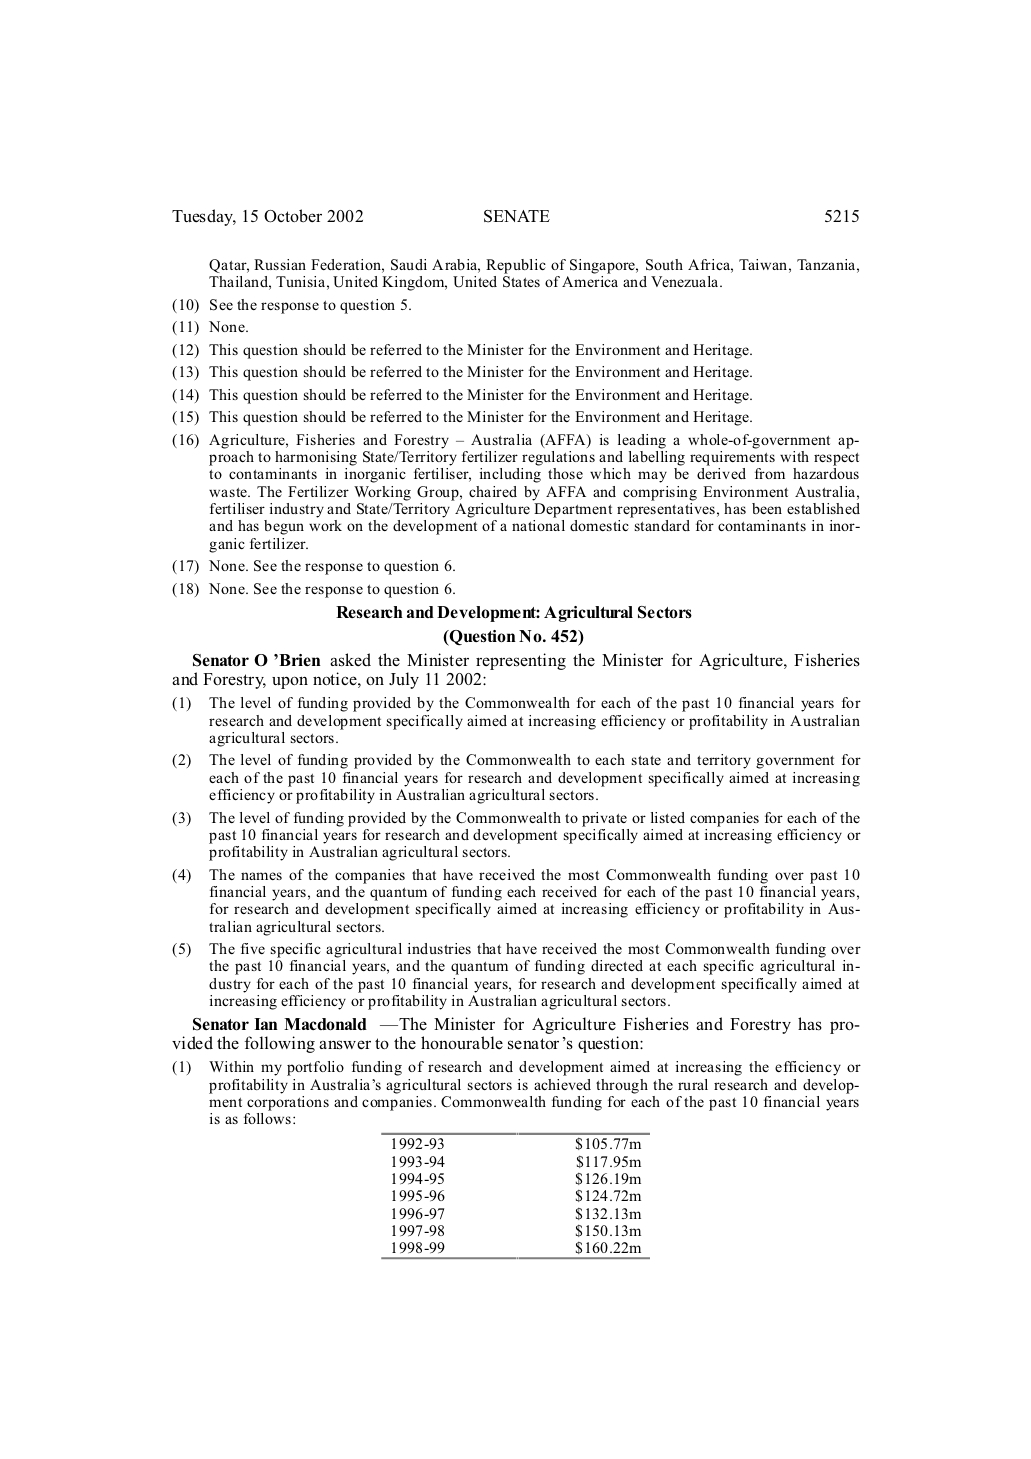 Tuesday, 15 October 2002 SENATE 5215
Qatar, Russian Federation, Saudi Arabia, Republic of Singapore, South Africa, Taiwan, Tanzania,
Thailand, Tunisia, United Kingdom, United States of America and Venezuala.
(10) See the response to question 5.
(11) None.
(12) This question should be referred to the Minister for the Environment and Heritage.
(13) This question should be referred to the Minister for the Environment and Heritage.
(14) This question should be referred to the Minister for the Environment and Heritage.
(15) This question should be referred to the Minister for the Environment and Heritage.
(16) Agriculture, Fisheries and Forestry – Australia (AFFA) is leading a whole-of-government ap-
proach to harmonising State/Territory fertilizer regulations and labelling requirements with respect
to contaminants in inorganic fertiliser, including those which may be derived from hazardous
waste. The Fertilizer Working Group, chaired by AFFA and comprising Environment Australia,
fertiliser industry and State/Territory Agriculture Department representatives, has been established
and has begun work on the development of a national domestic standard for contaminants in inor-
ganic fertilizer.
(17) None. See the response to question 6.
(18) None. See the response to question 6.
Research and Development: Agricultural Sectors
(Question No. 452)
Senator O'Brien asked the Minister representing the Minister for Agriculture, Fisheries
and Forestry, upon notice, on July 11 2002:
(1) The level of funding provided by the Commonwealth for each of the past 10 financial years for
research and development specifically aimed at increasing efficiency or profitability in Australian
agricultural sectors.
(2) The level of funding provided by the Commonwealth to each state and territory government for
each of the past 10 financial years for research and development specifically aimed at increasing
efficiency or profitability in Australian agricultural sectors.
(3) The level of funding provided by the Commonwealth to private or listed companies for each of the
past 10 financial years for research and development specifically aimed at increasing efficiency or
profitability in Australian agricultural sectors.
(4) The names of the companies that have received the most Commonwealth funding over past 10
financial years, and the quantum of funding each received for each of the past 10 financial years,
for research and development specifically aimed at increasing efficiency or profitability in Aus-
tralian agricultural sectors.
(5) The five specific agricultural industries that have received the most Commonwealth funding over
the past 10 financial years, and the quantum of funding directed at each specific agricultural in-
dustry for each of the past 10 financial years, for research and development specifically aimed at
increasing efficiency or profitability in Australian agricultural sectors.
Senator Ian Macdonald —The Minister for Agriculture Fisheries and Forestry has pro-
vided the following answer to the honourable senator's question:
(1) Within my portfolio funding of research and development aimed at increasing the efficiency or
profitability in Australia's agricultural sectors is achieved through the rural research and develop-
ment corporations and companies. Commonwealth funding for each of the past 10 financial years
is as follows:
1992-93 $105.77m
1993-94 $117.95m
1994-95 $126.19m
1995-96 $124.72m
1996-97 $132.13m
1997-98 $150.13m
1998-99 $160.22m